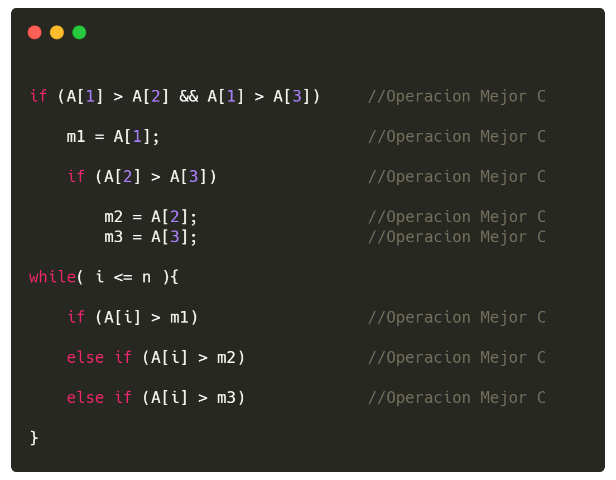 if (A[1] > A[2] && A[1] > A[3])     //Operacion Mejor C
    m1 = A[1];                      //Operacion Mejor C
    if (A[2] > A[3])                //Operacion Mejor C
        m2 = A[2];                  //Operacion Mejor C
        m3 = A[3];                  //Operacion Mejor C
while( i <= n ){
    if (A[i] > m1)                  //Operacion Mejor C
    else if (A[i] > m2)             //Operacion Mejor C
    else if (A[i] > m3)             //Operacion Mejor C
}